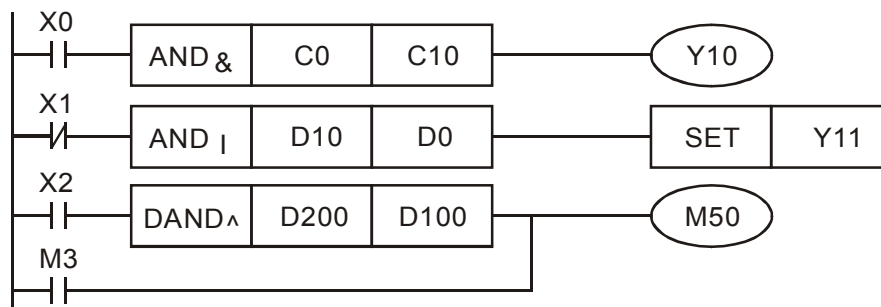 X0
AND & C0 C10 Y10
X1
AND | D10 D0 SET Y11
X2
DAND^ D200 D100 M50
M3